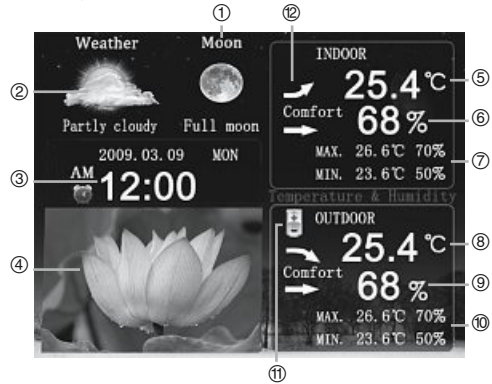 ① ⑫
Weather Moon
Partly cloudy Full moon
②
2009.03.09 MON
AM 12:00
③
④
INDOOR
25.4℃ ⑤
Comfort 68% ⑥
MAX. 26.6℃ 70%
MIN. 23.6℃ 50%
⑦
Temperature & Humidity
OUTDOOR
25.4℃ ⑧
Comfort
68% ⑨
MAX. 26.6℃ 70%
MIN. 23.6℃ 50%
⑩
⑪